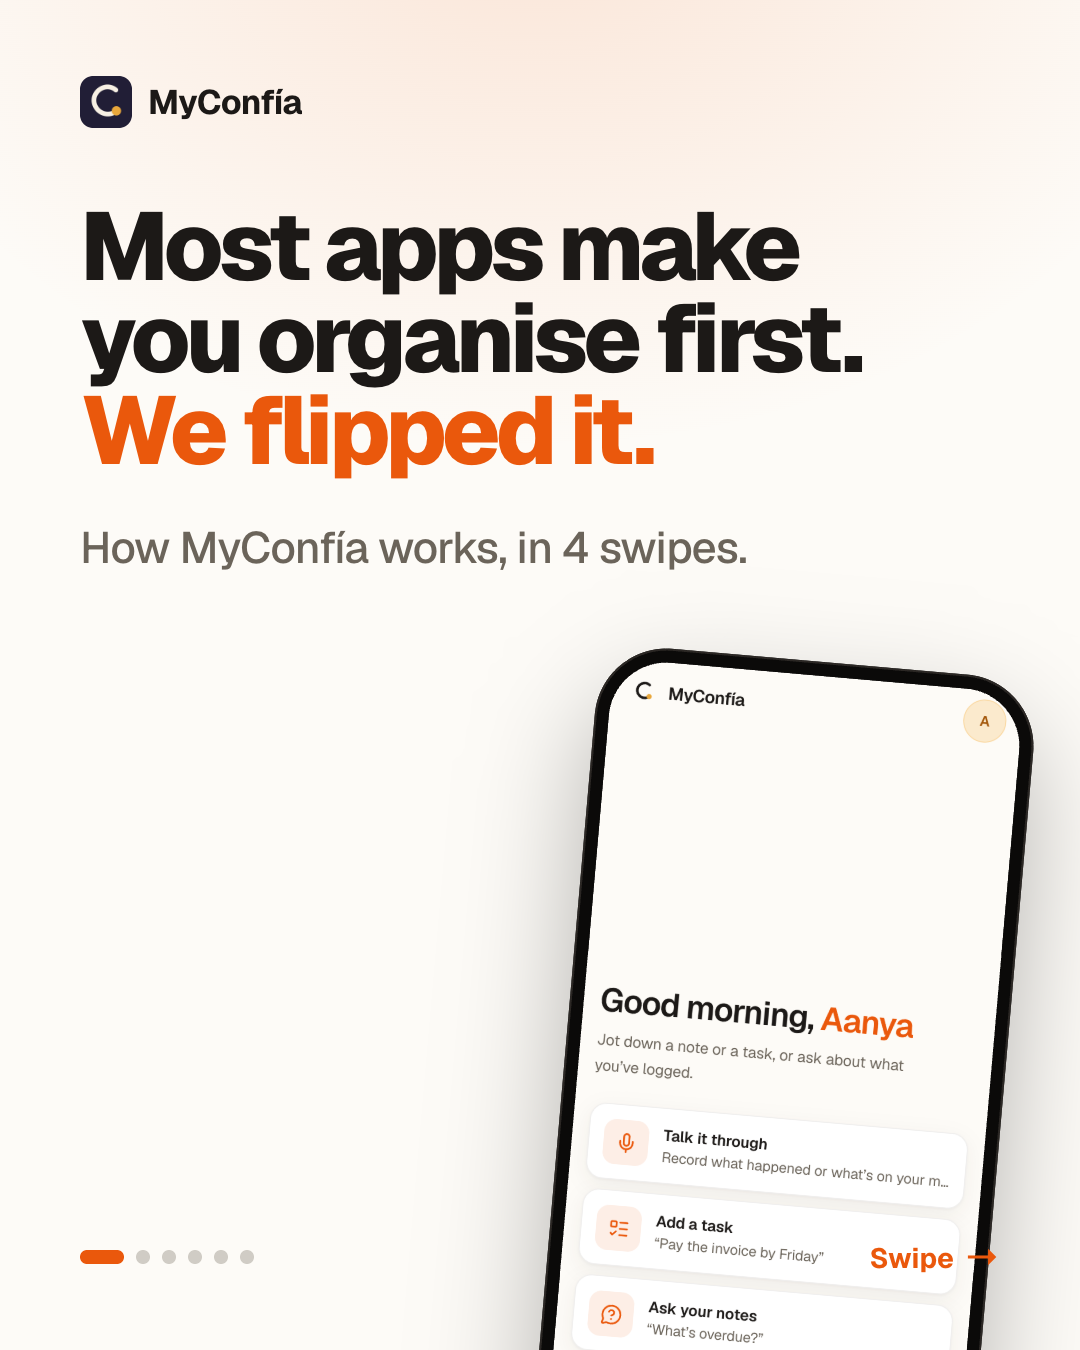 MyConfía
Most apps make
you organise first.
We flipped it.
How MyConfía works, in 4 swipes.
MyConfía
A
Good morning, Aanya
Jot down a note or a task, or ask about what
you’ve logged.
Talk it through
Record what happened or what’s on your m...
Add a task
“Pay the invoice by Friday”
Swipe →
Ask your notes
“What’s overdue?”